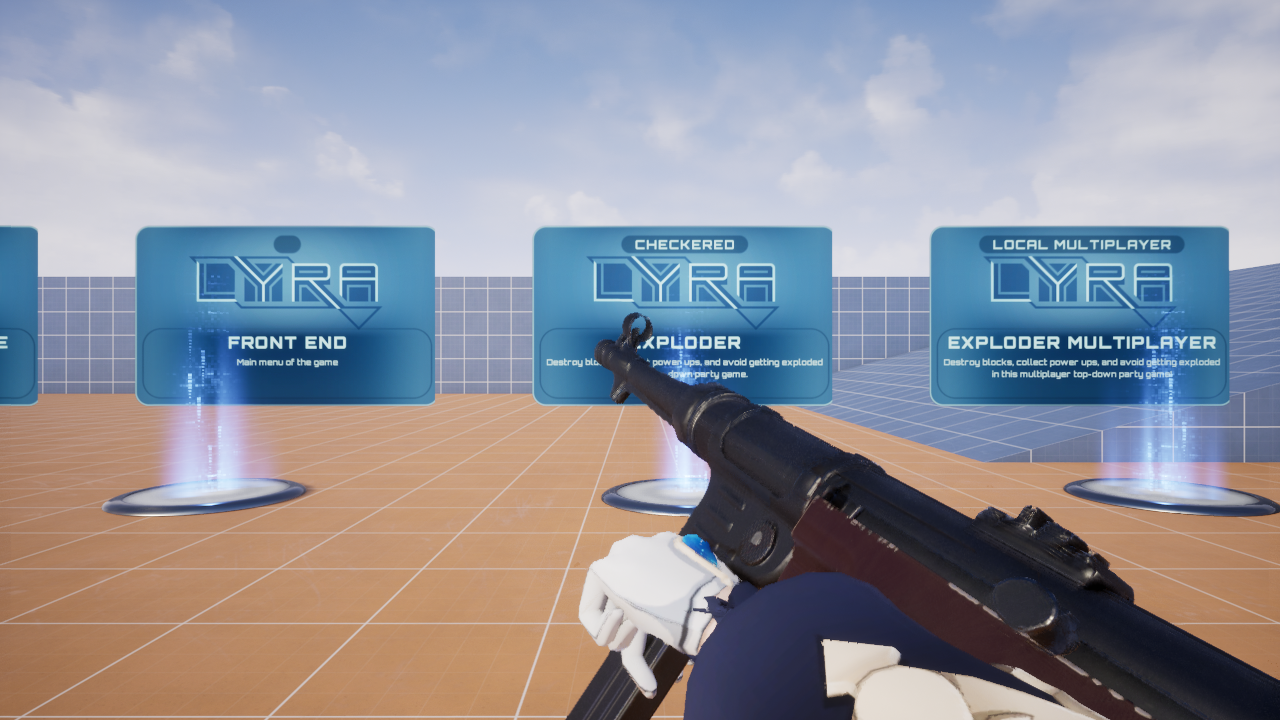 E
LYRA
FRONT END
Main menu of the game
CHECKERED
LYRA
EXPLODER
Destroy power ups, and avoid getting exploded
down party game.
LOCAL MULTIPLAYER
LYRA
EXPLODER MULTIPLAYER
Destroy blocks, collect power ups, and avoid getting exploded
in this multiplayer top-down party game.